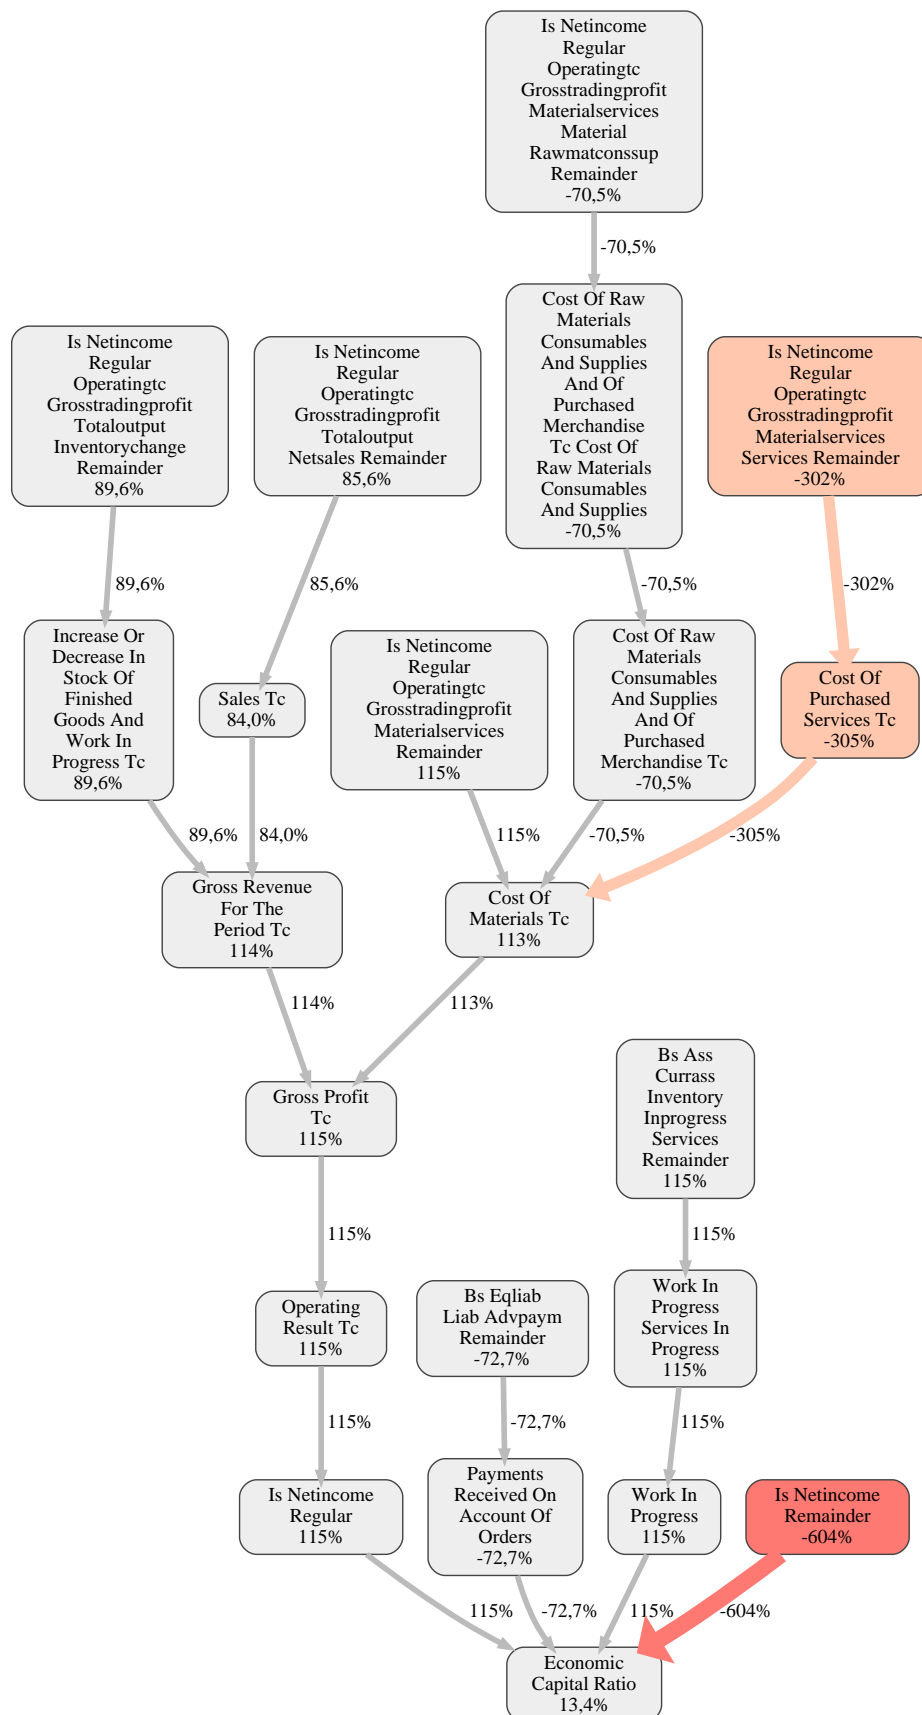 Is Netincome
Regular
Operatingtc
Grosstradingprofit
Materialservices
Material
Rawmatconssup
Remainder
-70,5%
-70,5%
Cost Of Raw
Materials
Consumables
And Supplies
And Of
Purchased
Merchandise
Tc Cost Of
Raw Materials
Consumables
And Supplies
-70,5%
Is Netincome
Regular
Operatingtc
Grosstradingprofit
Totaloutput
Inventorychange
Remainder
89,6%
Is Netincome
Regular
Operatingtc
Grosstradingprofit
Totaloutput
Netsales Remainder
85,6%
Is Netincome
Regular
Operatingtc
Grosstradingprofit
Materialservices
Services Remainder
-302%
89,6%
85,6%
-70,5%
-302%
Increase Or
Decrease In
Stock Of
Finished
Goods And
Work In
Progress Tc
89,6%
Sales Tc
84,0%
Is Netincome
Regular
Operatingtc
Grosstradingprofit
Materialservices
Remainder
115%
Cost Of Raw
Materials
Consumables
And Supplies
And Of
Purchased
Merchandise Tc
-70,5%
Cost Of
Purchased
Services Tc
-305%
89,6%
84,0%
115%
-70,5%
-305%
Gross Revenue
For The
Period Tc
114%
Cost Of
Materials Tc
113%
114%
113%
Gross Profit
Tc
115%
Bs Ass
Currass
Inventory
Inprogress
Services
Remainder
115%
115%
115%
Operating
Result Tc
115%
Bs Eqliab
Liab Advpaym
Remainder
-72,7%
Work In
Progress
Services In
Progress
115%
115%
-72,7%
115%
Is Netincome
Regular
115%
Payments
Received On
Account Of
Orders
-72,7%
Work In
Progress
115%
Is Netincome
Remainder
-604%
115%
-72,7%
115%
-604%
Economic
Capital Ratio
13,4%